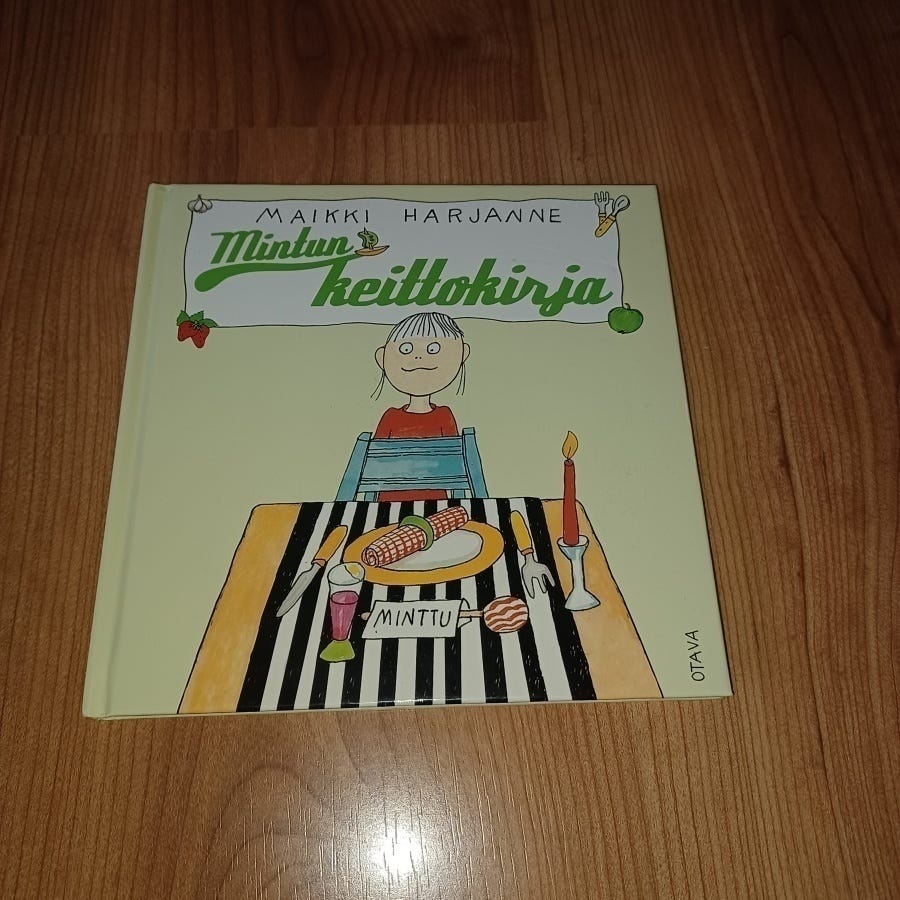 MAIKKI HARJANNE
Mintun
keittokirja
MINTTU
OTAVA